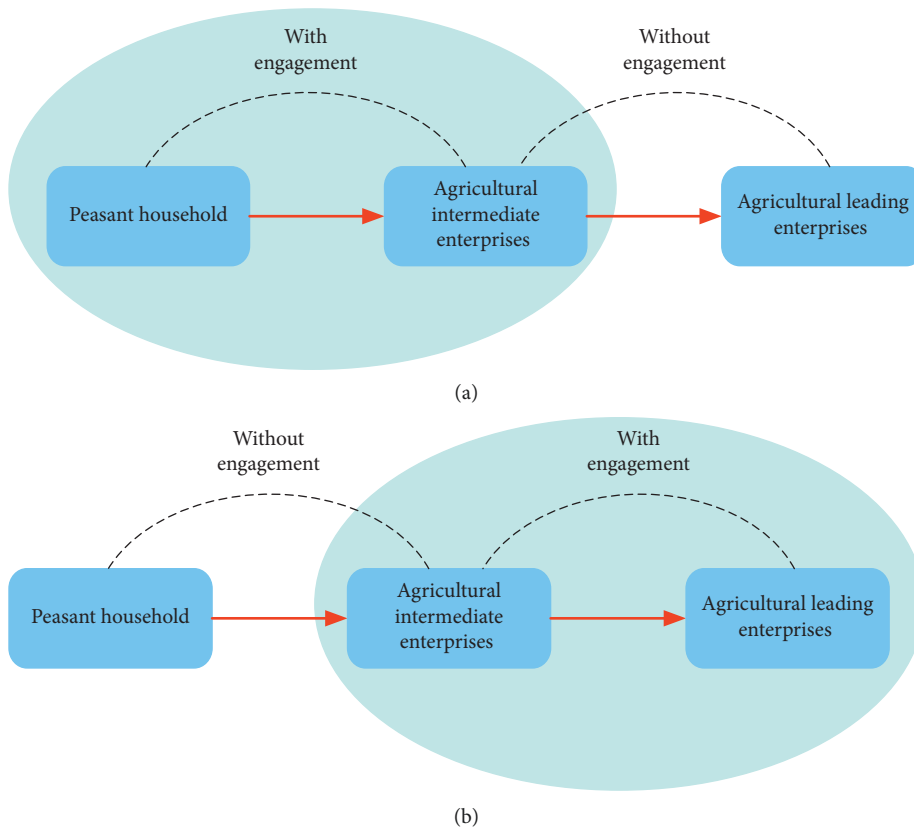 With
engagement
Without
engagement
Peasant household
Agricultural
intermediate
enterprises
Agricultural leading
enterprises
(a)
Without
engagement
With
engagement
Peasant household
Agricultural
intermediate
enterprises
Agricultural leading
enterprises
(b)